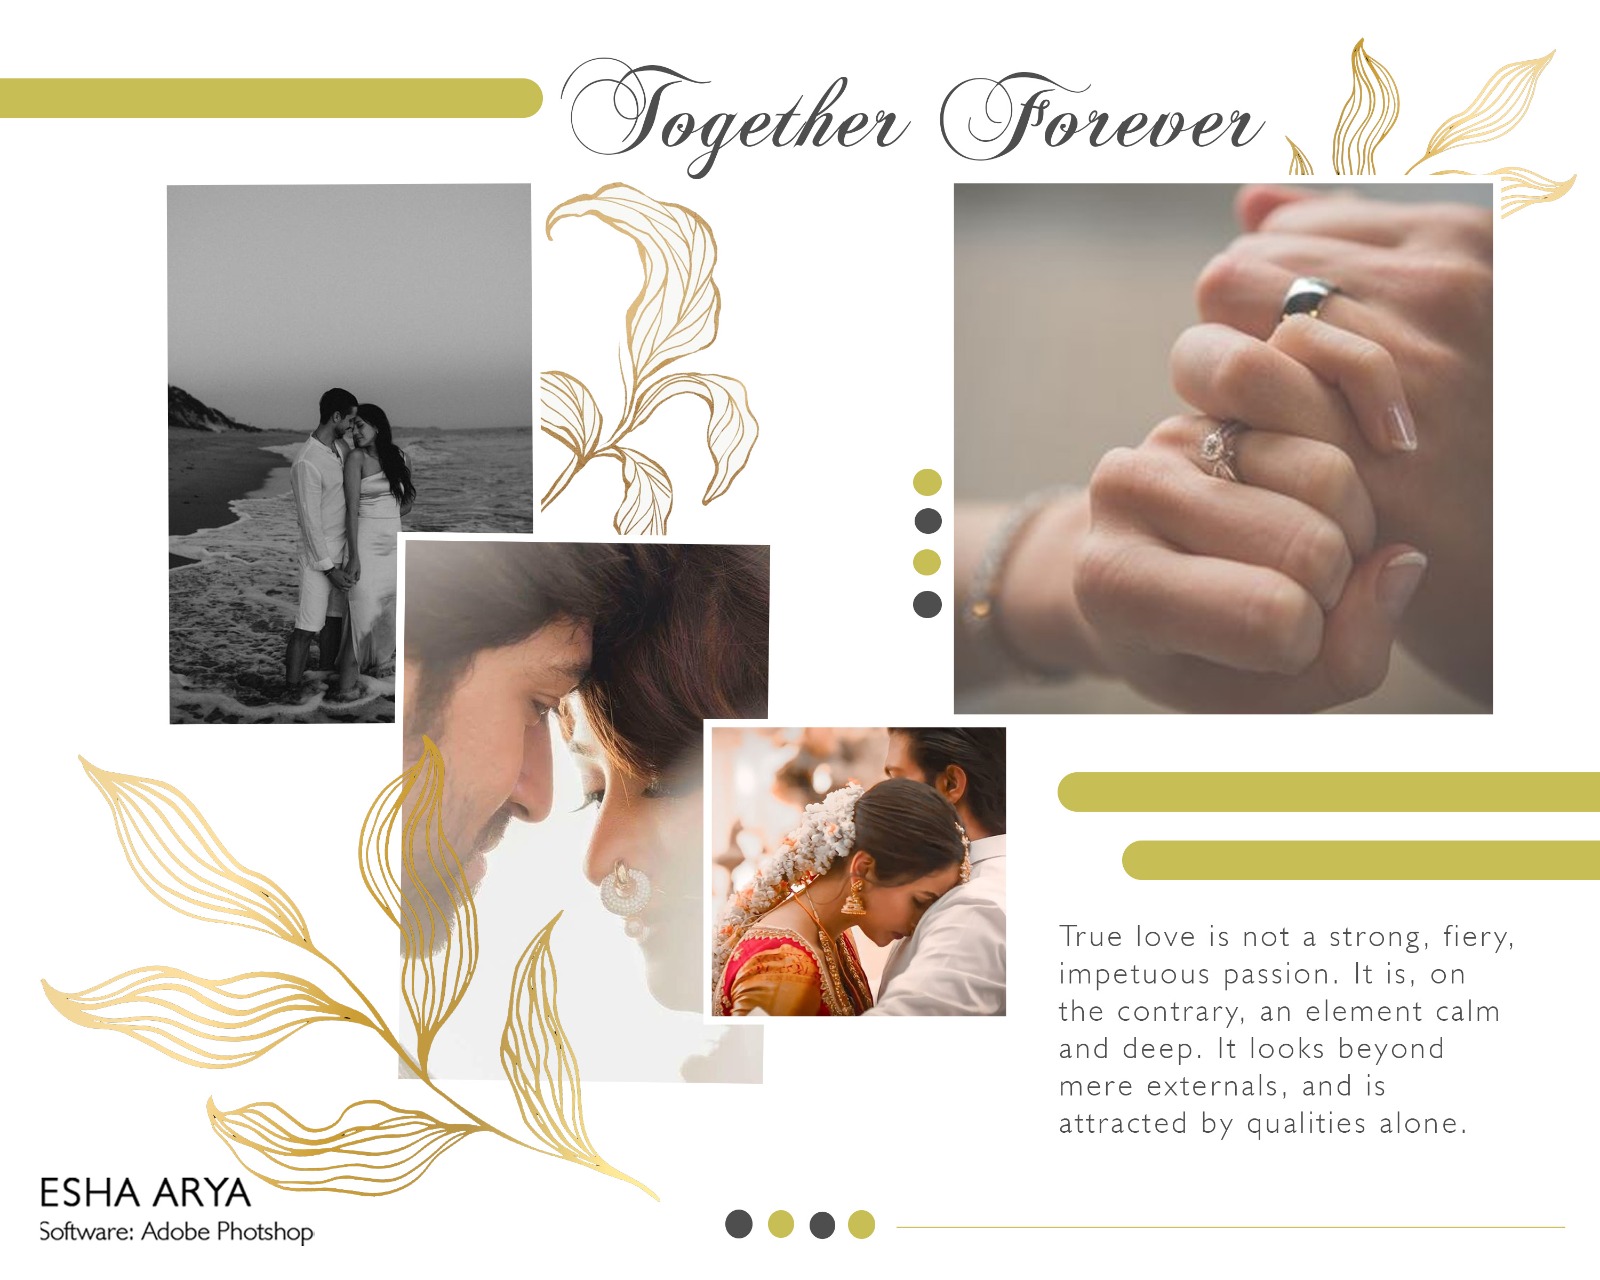 Together Forever
True love is not a strong, fiery,
impetuous passion. It is, on
the contrary, an element calm
and deep. It looks beyond
mere externals, and is
attracted by qualities alone.
ESHA ARYA
Software: Adobe Photshop